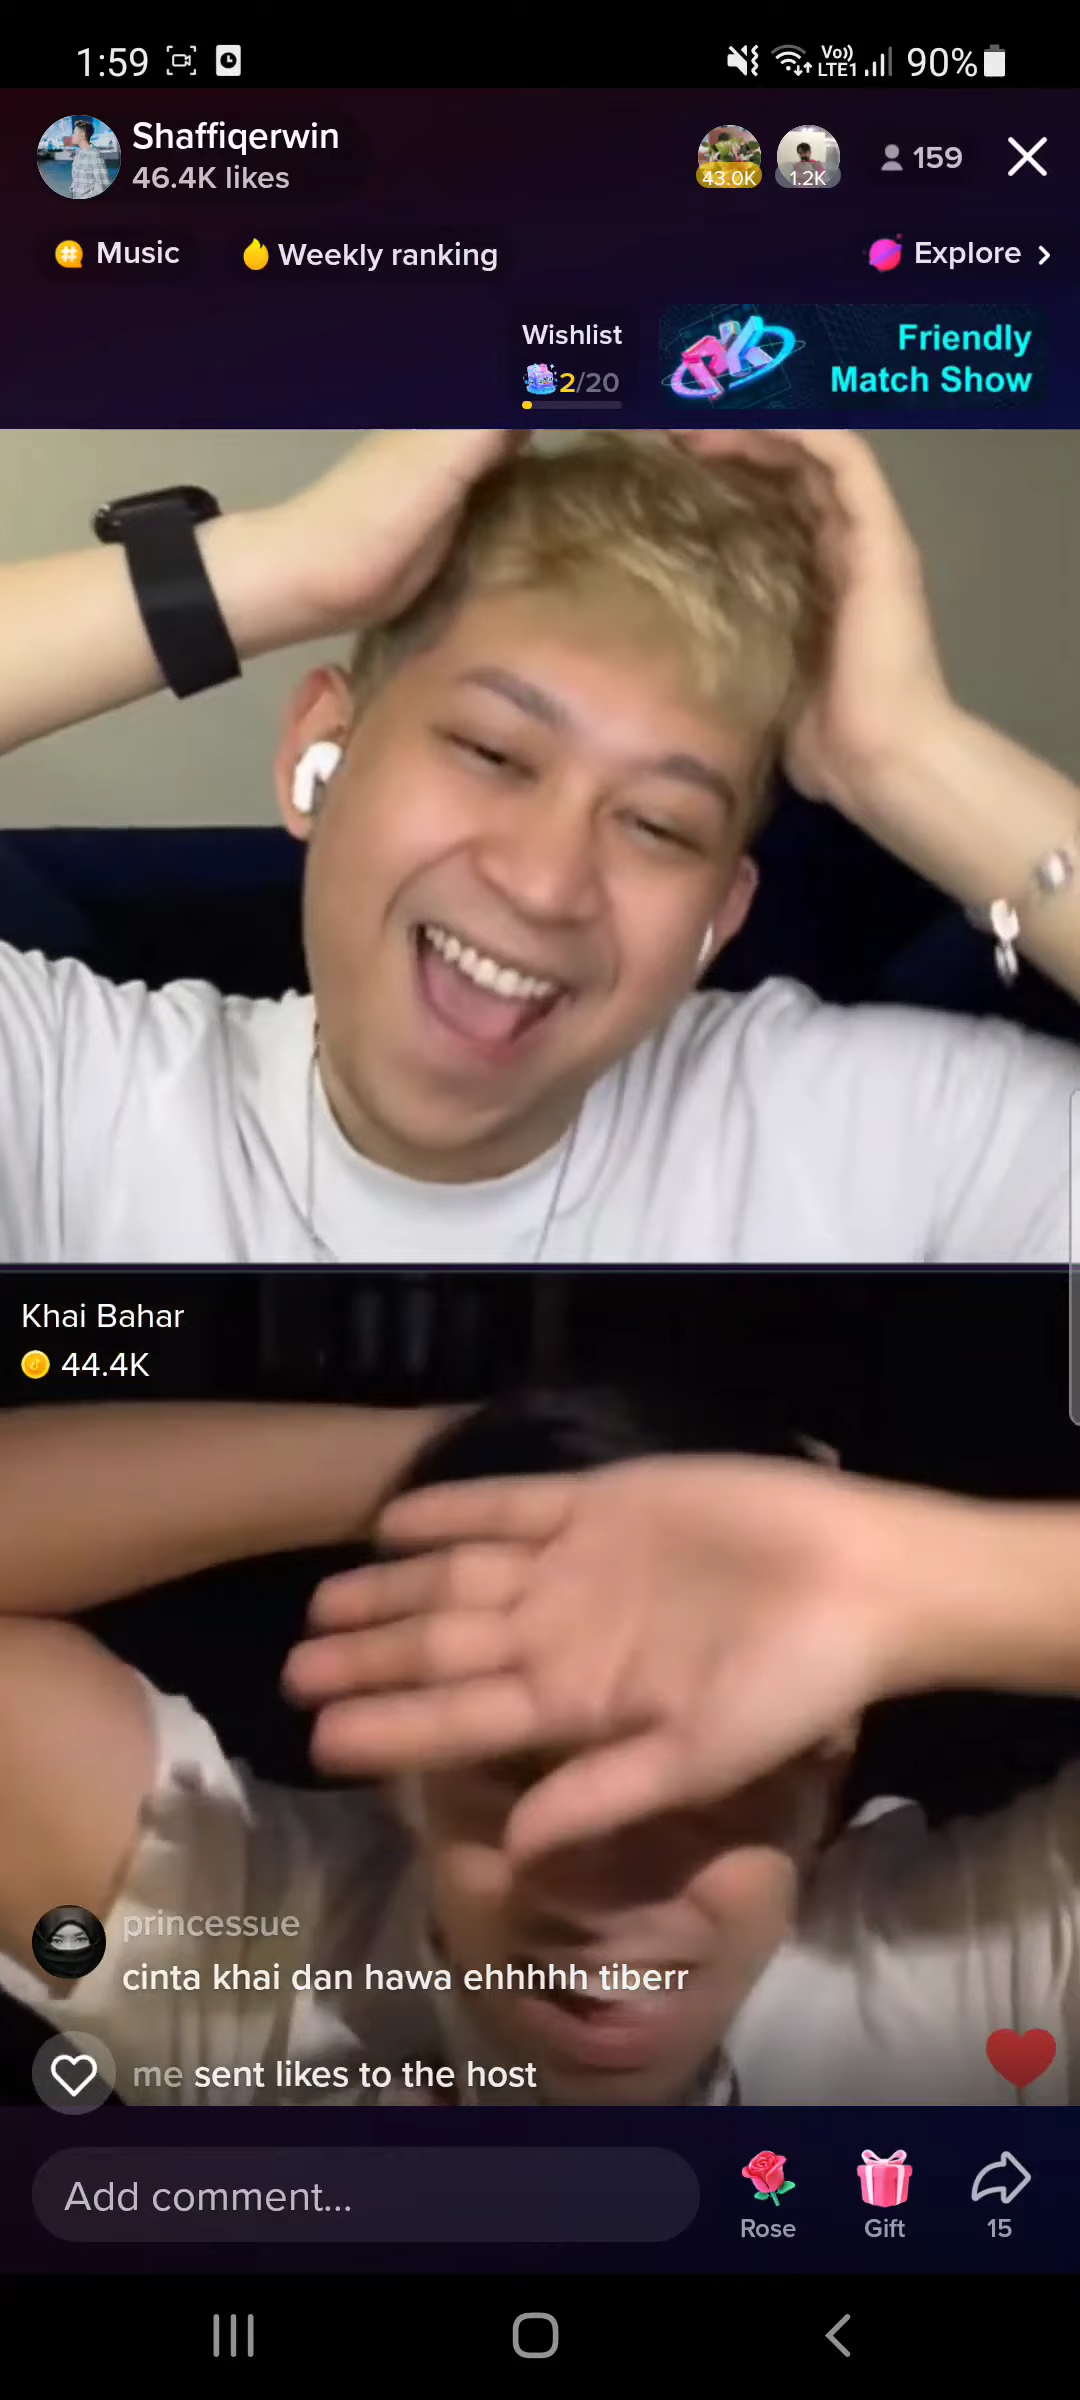 1:59
Vo))
LTE1
90%
Shaffiqerwin
46.4K likes
43.0K
1.2K
159
Music
Weekly ranking
Explore
Wishlist
2/20
Friendly
Match Show
Khai Bahar
44.4K
princessue
cinta khai dan hawa ehhhhh tiberr
me sent likes to the host
Add comment...
Rose
Gift
15